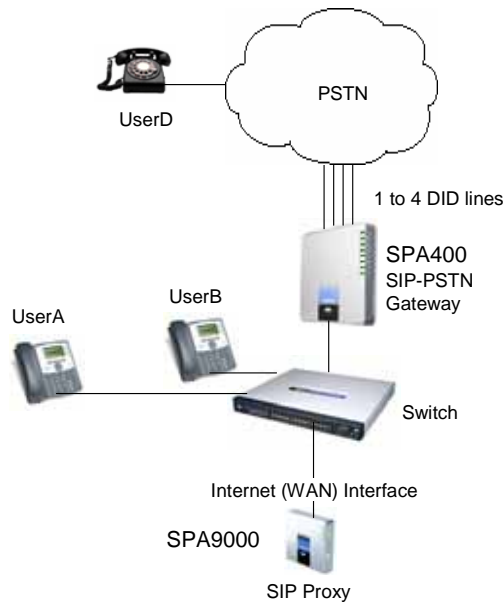 PSTN
UserD
1 to 4 DID lines
SPA400
SIP-PSTN
Gateway
UserB
UserA
Switch
Internet (WAN) Interface
SPA9000
SIP Proxy